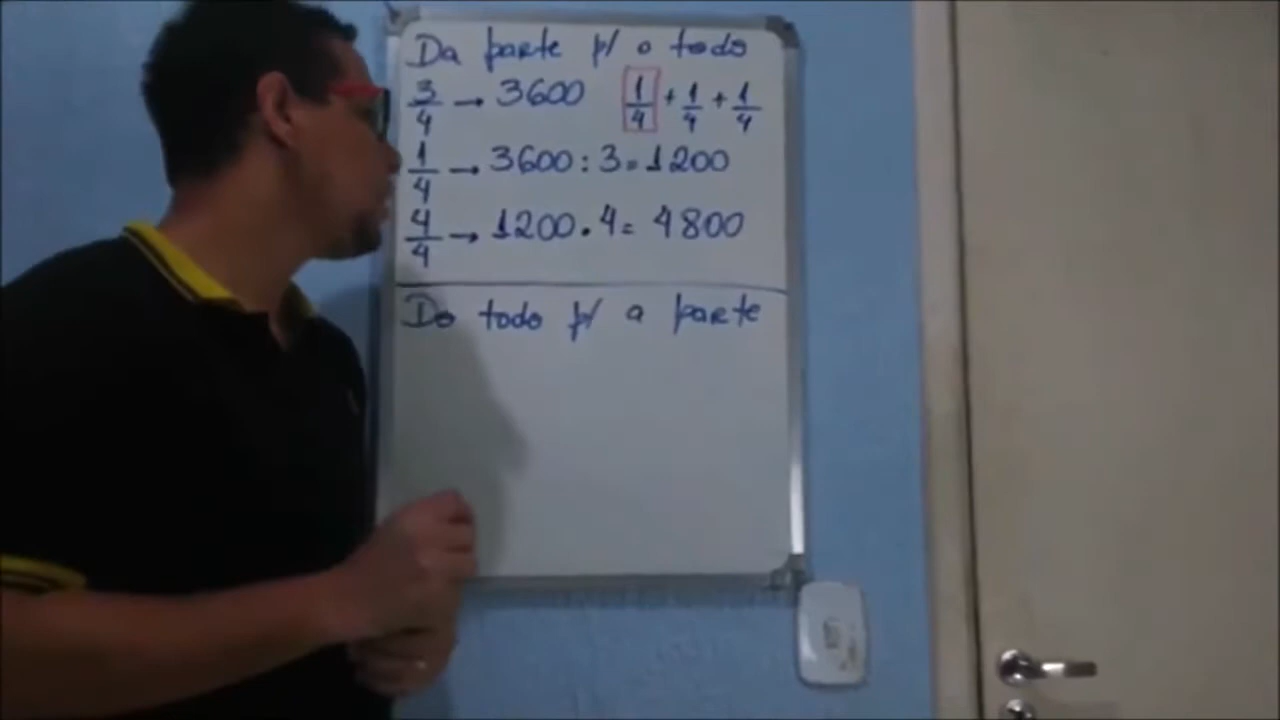 Da parte p/ o todo
3/4 → 3600 1/4 + 1/4 + 1/4
1/4 → 3600 : 3 = 1200
4/4 → 1200 . 4 = 4800
Do todo p/ a parte